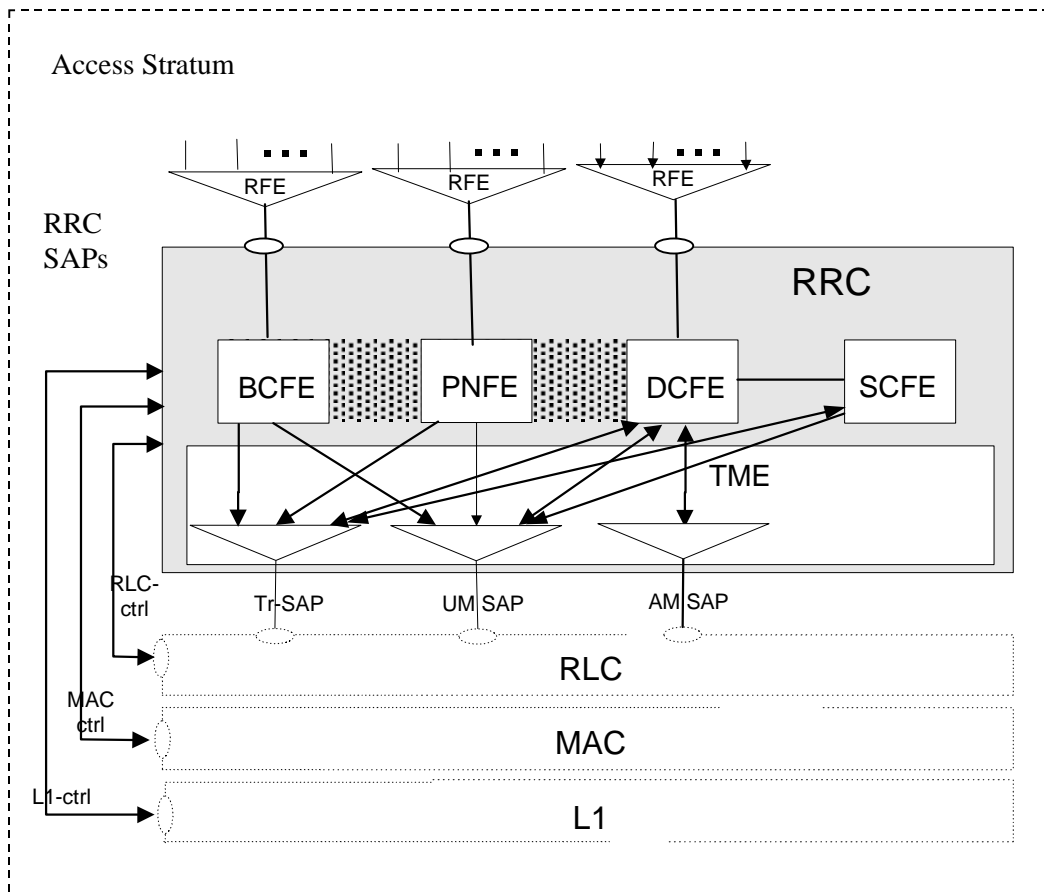 Access Stratum
RFE
RFE
RFE
RRC
SAPs
RRC
BCFE
PNFE
DCFE
SCFE
TME
RLC-
ctrl
Tr-SAP
UM SAP
AM SAP
RLC
MAC
ctrl
MAC
L1-ctrl
L1